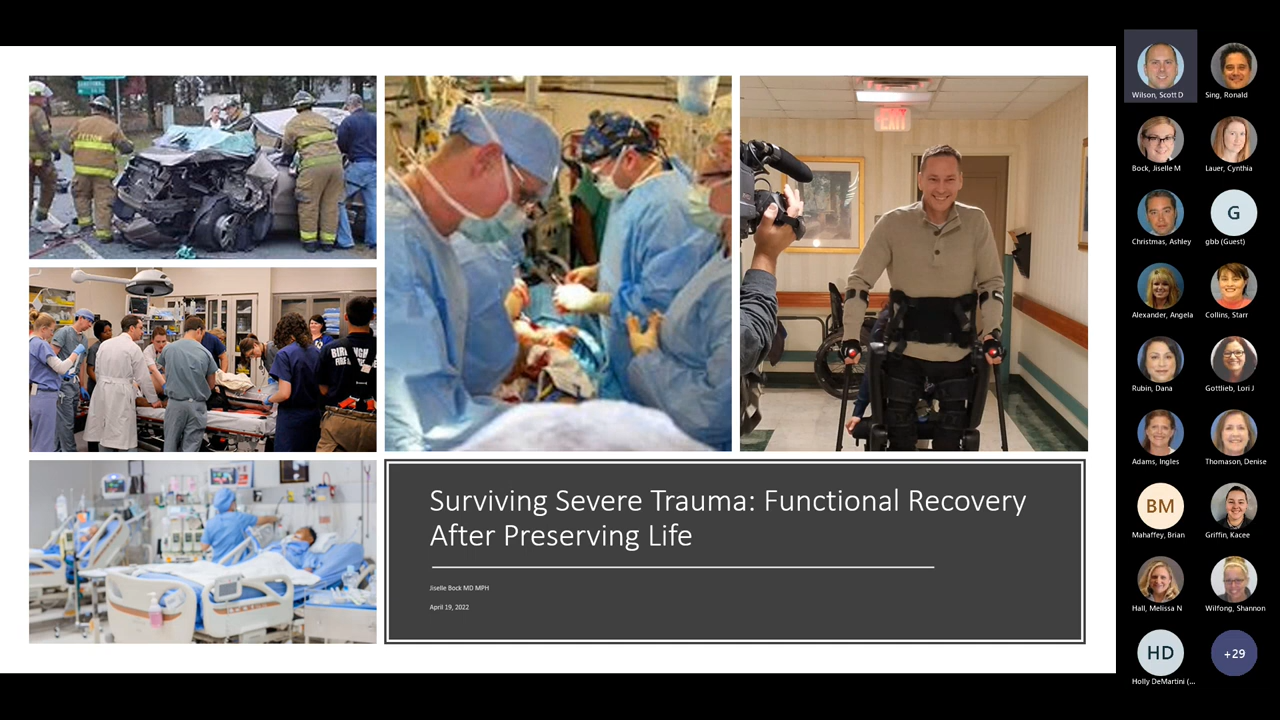 EXIT
Surviving Severe Trauma: Functional Recovery
After Preserving Life
Jiselle Bock MD MPH
April 19, 2022
Wilson, Scott D
Sing, Ronald
Bock, Jiselle M
Lauer, Cynthia
Christmas, Ashley
G
gbb (Guest)
Alexander, Angela
Collins, Starr
Rubin, Dana
Gottlieb, Lori J
Adams, Ingles
Thomason, Denise
BM
Mahaffey, Brian
Griffin, Kacee
Hall, Melissa N
Wilfong, Shannon
HD
+29
Holly DeMartini (...